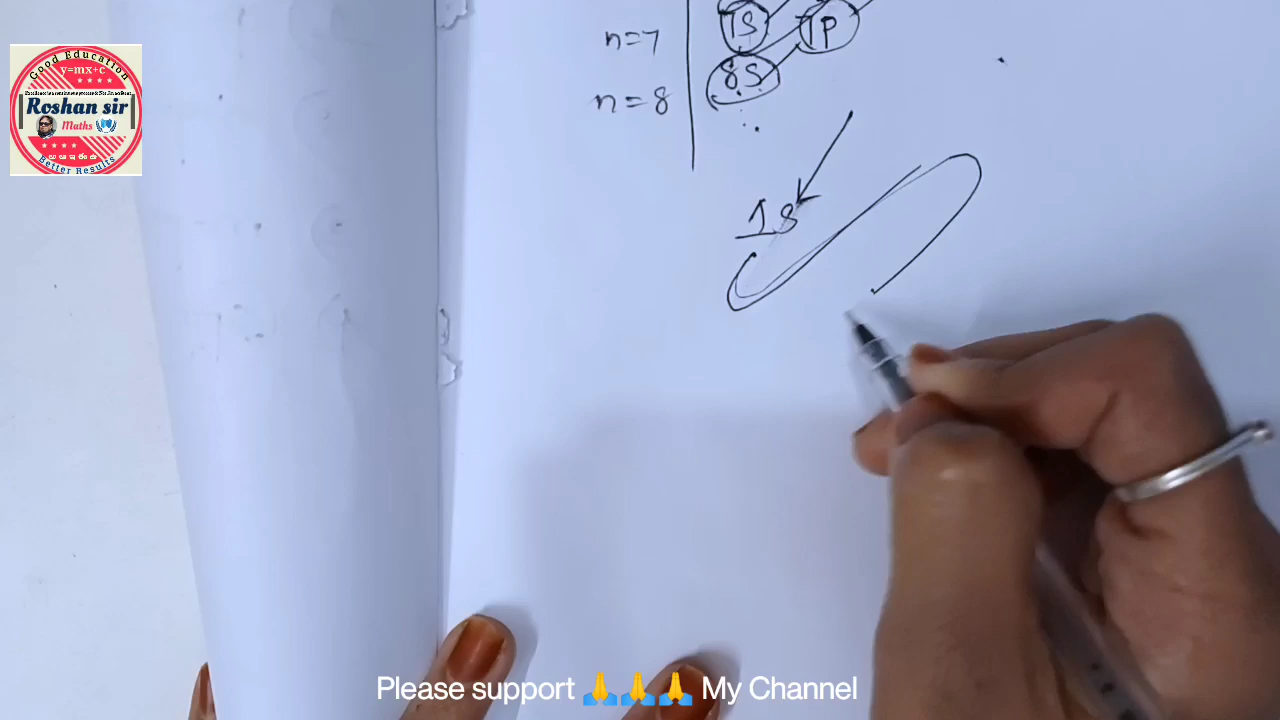 Good Education
y=mx+c
Roshan sir
Maths
Better Results
7S 7P
n=7
8S
n=8
1s
Please support 🙏🙏🙏 My Channel